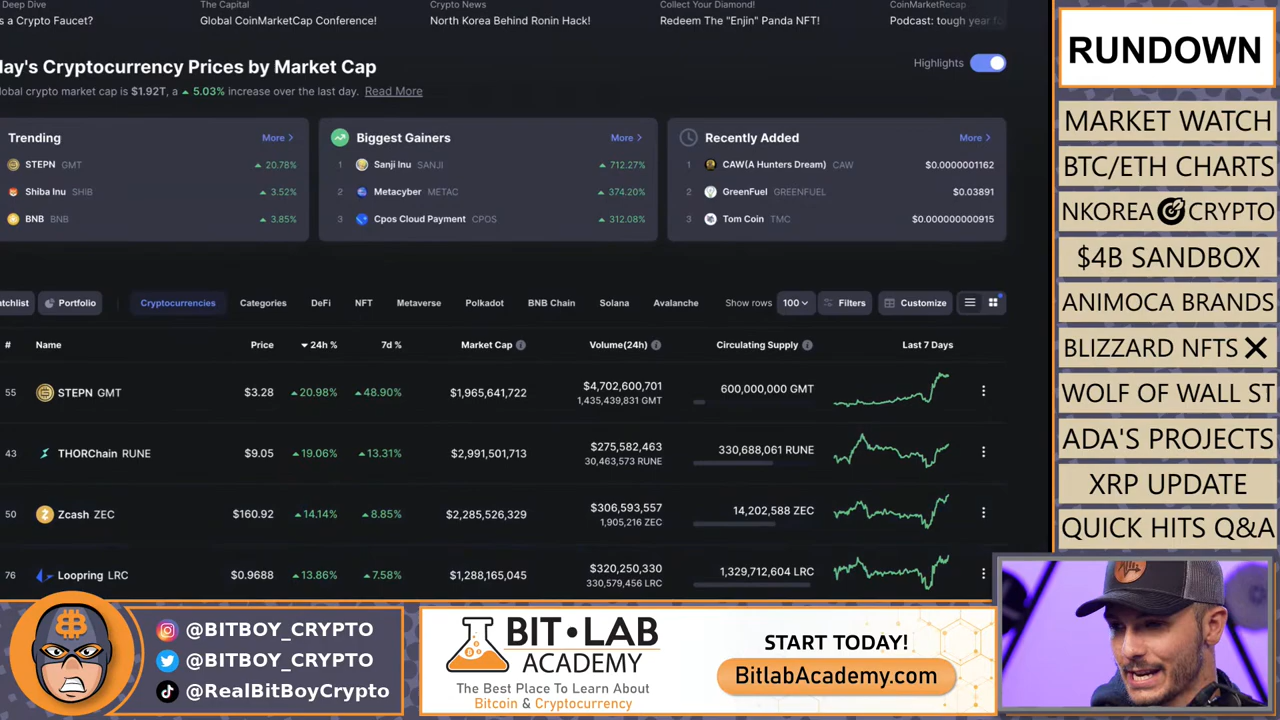 Deep Dive
s a Crypto Faucet?
The Capital
Global CoinMarketCap Conference!
Crypto News
North Korea Behind Ronin Hack!
Collect Your Diamond!
Redeem The "Enjin" Panda NFT!
CoinMarketRecap
Podcast: tough year fo
lay's Cryptocurrency Prices by Market Cap
Highlights
lobal crypto market cap is $1.92T, a 5.03% increase over the last day. Read More
Trending More >
STEPN GMT 20.78%
Shiba Inu SHIB 3.52%
BNB BNB 3.85%
Biggest Gainers More >
1 Sanji Inu SANJI 712.27%
2 Metacyber METAC 374.20%
3 Cpos Cloud Payment CPOS 312.08%
Recently Added More >
1 CAW(A Hunters Dream) CAW $0.0000001162
2 GreenFuel GREENFUEL $0.03891
3 Tom Coin TMC $0.000000000915
atchlist Portfolio Cryptocurrencies Categories DeFi NFT Metaverse Polkadot BNB Chain Solana Avalanche Show rows 100 Filters Customize
# Name Price 24h % 7d % Market Cap Volume(24h) Circulating Supply Last 7 Days
55 STEPN GMT $3.28 20.98% 48.90% $1,965,641,722 $4,702,600,701 600,000,000 GMT
1,435,439,831 GMT
43 THORChain RUNE $9.05 19.06% 13.31% $2,991,501,713 $275,582,463 330,688,061 RUNE
30,463,573 RUNE
50 Zcash ZEC $160.92 14.14% 8.85% $2,285,526,329 $306,593,557 14,202,588 ZEC
1,905,216 ZEC
76 Loopring LRC $0.9688 13.86% 7.58% $1,288,165,045 $320,250,330 1,329,712,604 LRC
330,579,456 LRC
RUNDOWN
MARKET WATCH
BTC/ETH CHARTS
NKOREA CRYPTO
$4B SANDBOX
ANIMOCA BRANDS
BLIZZARD NFTS
WOLF OF WALL ST
ADA'S PROJECTS
XRP UPDATE
QUICK HITS Q&A
@BITBOY_CRYPTO
@BITBOY_CRYPTO
@RealBitBoyCrypto
BIT•LAB
ACADEMY
The Best Place To Learn About
Bitcoin & Cryptocurrency
START TODAY!
BitlabAcademy.com